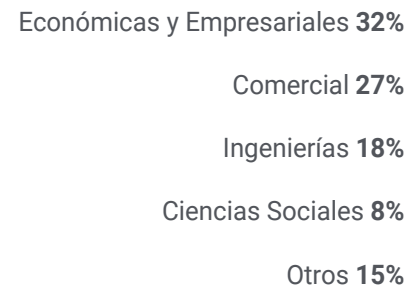 Económicas y Empresariales 32%
Comercial 27%
Ingenierías 18%
Ciencias Sociales 8%
Otros 15%